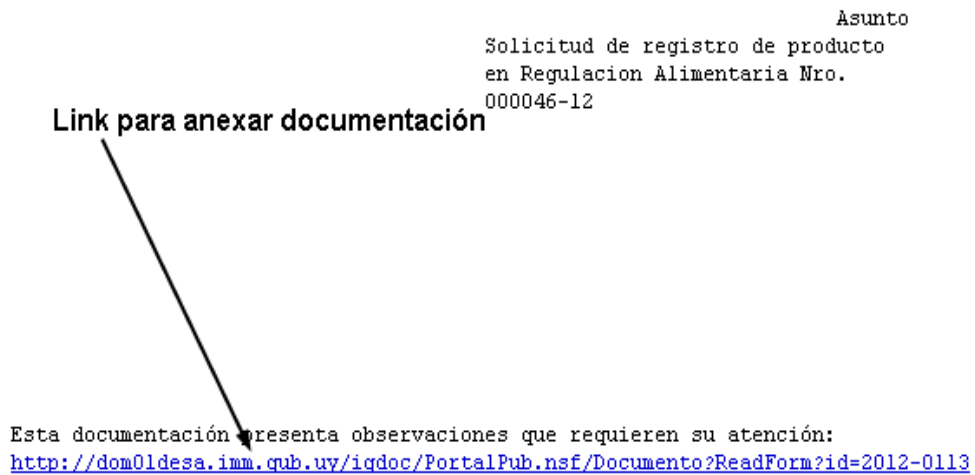 Asunto
Solicitud de registro de producto
en Regulacion Alimentaria Nro.
000046-12
Link para anexar documentación
Esta documentación presenta observaciones que requieren su atención:
http://dom01desa.imm.gub.uy/iqdoc/PortalPub.nsf/Documento?ReadForm?id=2012-0113